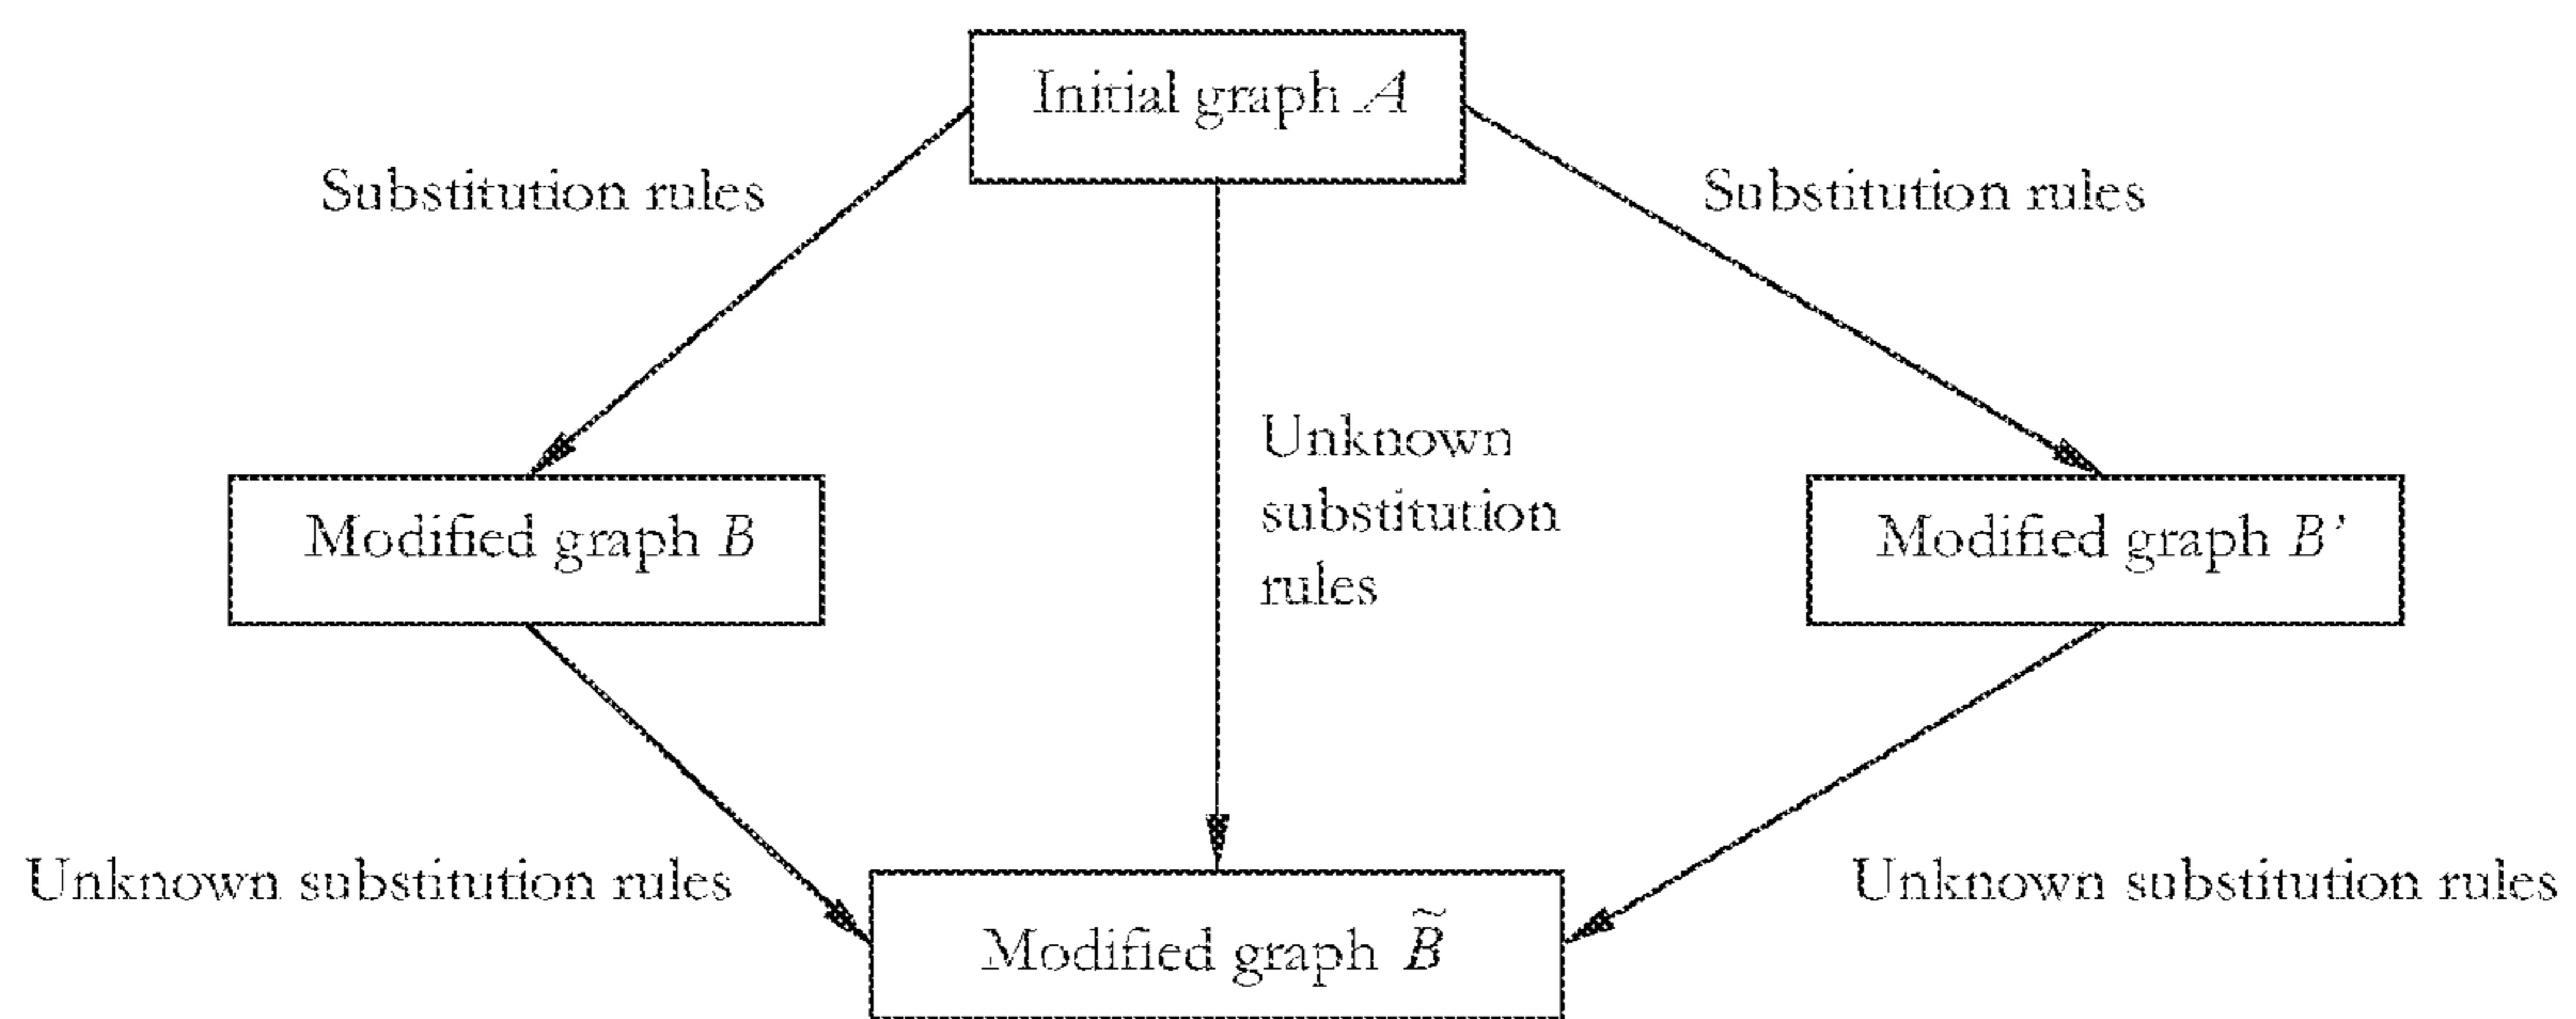 Initial graph A
Substitution rules
Substitution rules
Unknown
substitution
rules
Modified graph B
Modified graph B’
Unknown substitution rules
Unknown substitution rules
Modified graph B̃